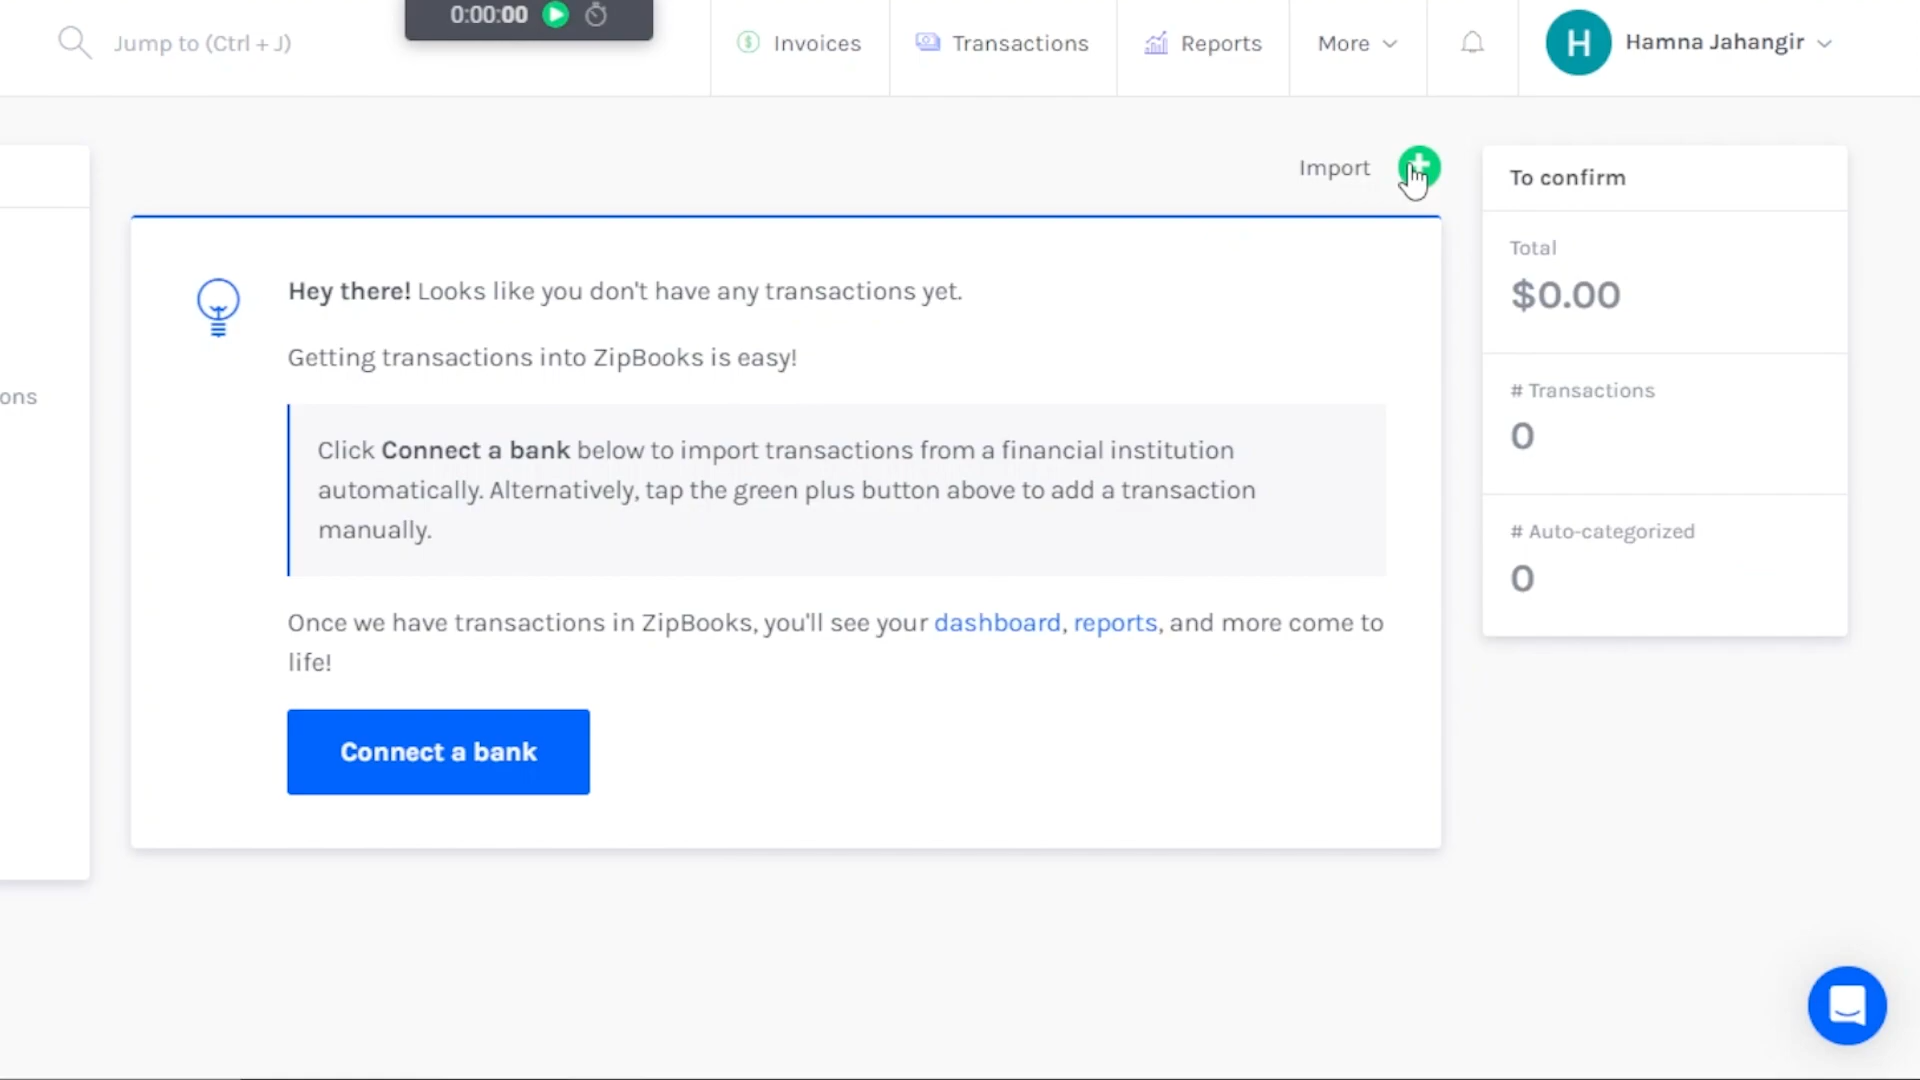 Jump to (Ctrl + J)
0:00:00
Invoices
Transactions
Reports
More
H
Hamna Jahangir
Import
ons
Hey there! Looks like you don't have any transactions yet.
Getting transactions into ZipBooks is easy!
Click Connect a bank below to import transactions from a financial institution
automatically. Alternatively, tap the green plus button above to add a transaction
manually.
Once we have transactions in ZipBooks, you'll see your dashboard, reports, and more come to
life!
Connect a bank
To confirm
Total
$0.00
# Transactions
0
# Auto-categorized
0